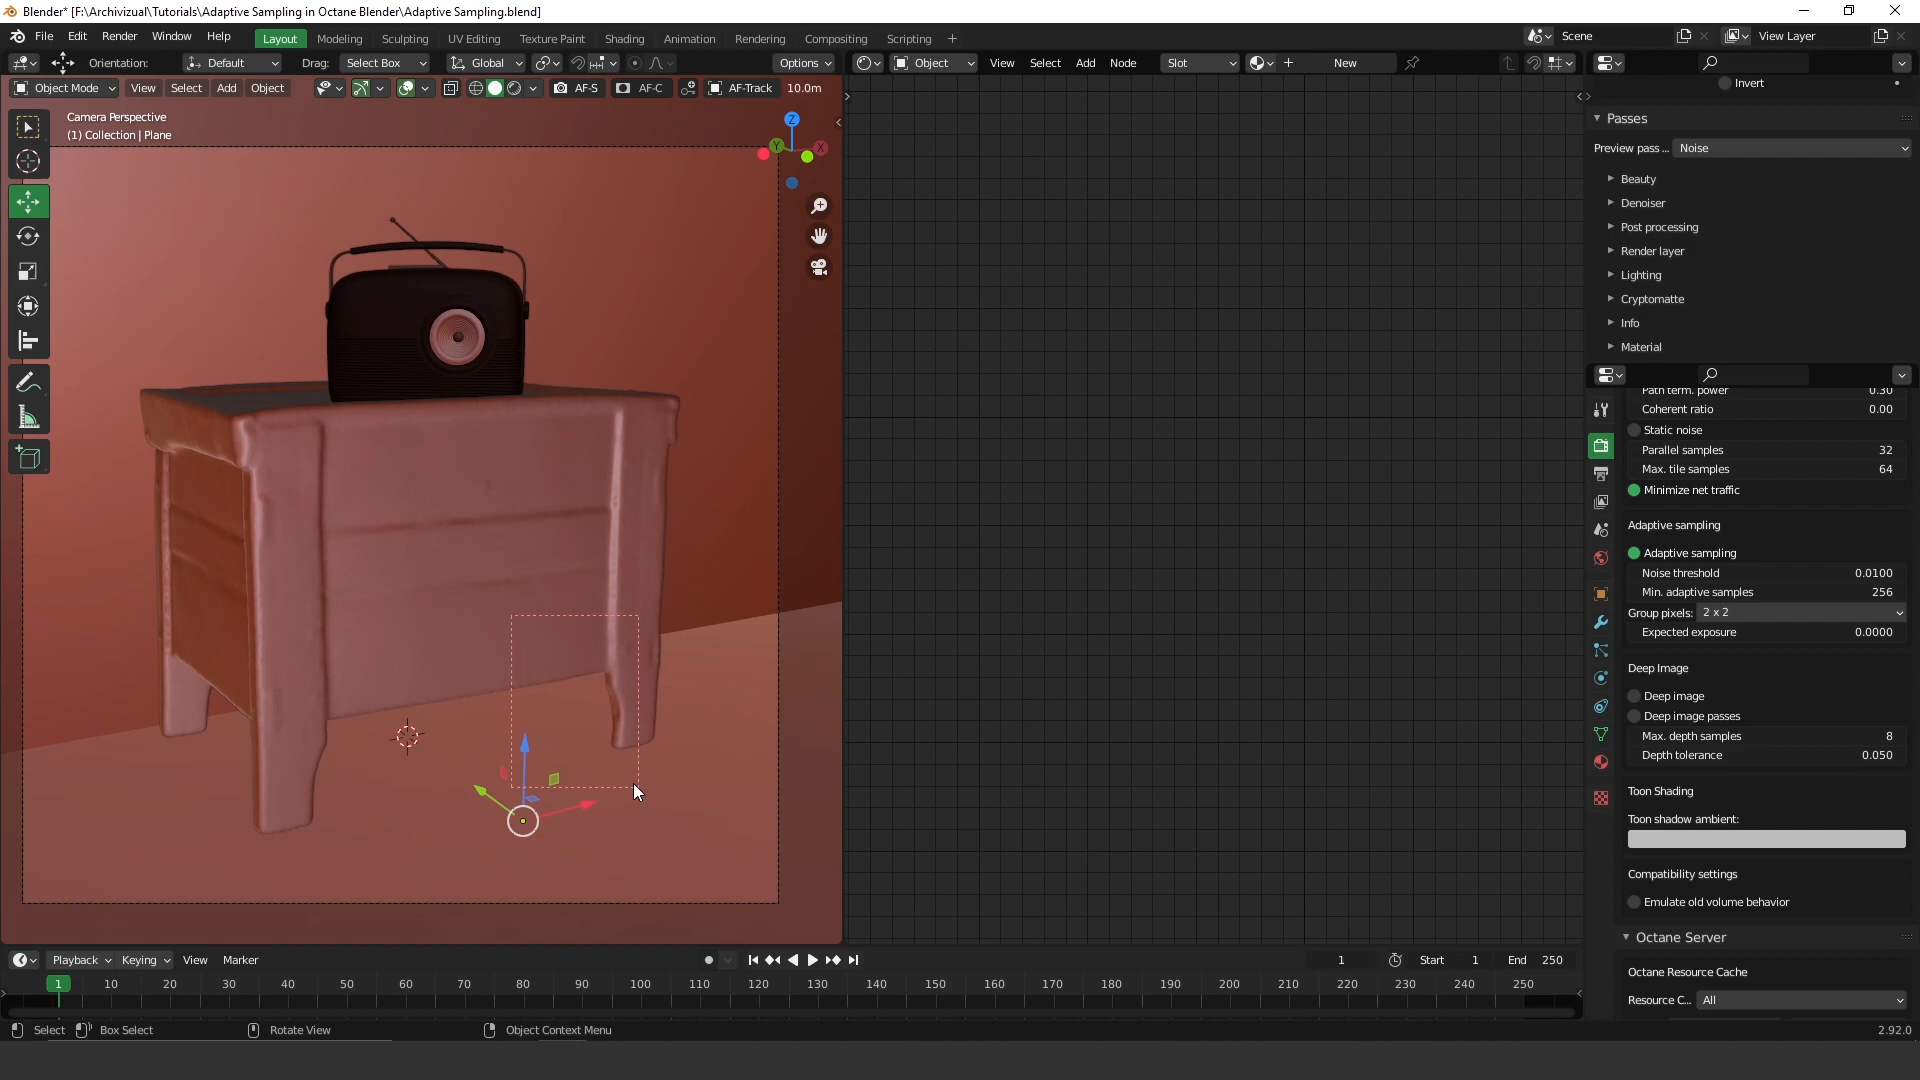 Blender* [F:\Archivizual\Tutorials\Adaptive Sampling in Octane Blender\Adaptive Sampling.blend]
File Edit Render Window Help Layout Modeling Sculpting UV Editing Texture Paint Shading Animation Rendering Compositing Scripting + Scene View Layer
Orientation: Default Drag: Select Box Global Options Object View Select Add Node Slot New
Object Mode View Select Add Object AF-S AF-C AF-Track 10.0m
Invert
Camera Perspective
(1) Collection | Plane
Z
Y X
Passes
Preview pass ... Noise
Beauty
Denoiser
Post processing
Render layer
Lighting
Cryptomatte
Info
Material
Path term. power 0.30
Coherent ratio 0.00
Static noise
Parallel samples 32
Max. tile samples 64
Minimize net traffic
Adaptive sampling
Adaptive sampling
Noise threshold 0.0100
Min. adaptive samples 256
Group pixels: 2 x 2
Expected exposure 0.0000
Deep Image
Deep image
Deep image passes
Max. depth samples 8
Depth tolerance 0.050
Toon Shading
Toon shadow ambient:
Compatibility settings
Emulate old volume behavior
Octane Server
Octane Resource Cache
Resource C... All
Playback Keying View Marker 1 Start 1 End 250
1 10 20 30 40 50 60 70 80 90 100 110 120 130 140 150 160 170 180 190 200 210 220 230 240 250
Select Box Select Rotate View Object Context Menu 2.92.0